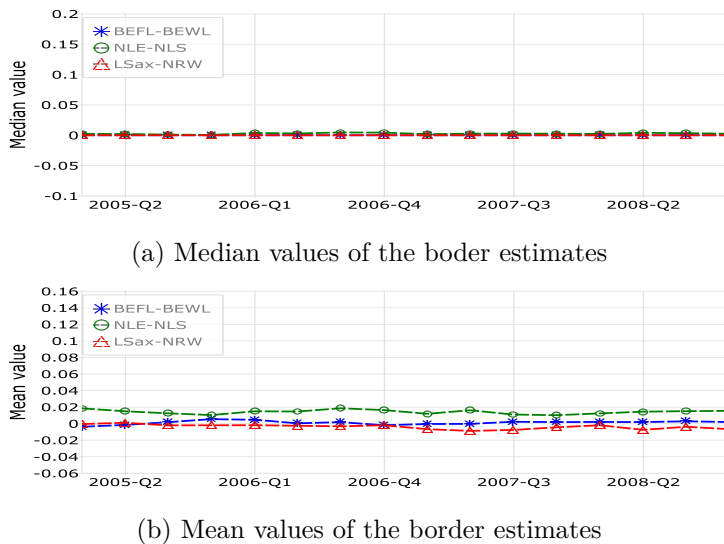 0.2
0.15
0.1
0.05
0
-0.05
-0.1
Median value
BEFL-BEWL
NLE-NLS
LSax-NRW
2005-Q2 2006-Q1 2006-Q4 2007-Q3 2008-Q2
(a) Median values of the boder estimates
0.16
0.14
0.12
0.1
0.08
0.06
0.04
0.02
0
-0.02
-0.04
-0.06
Mean value
BEFL-BEWL
NLE-NLS
LSax-NRW
2005-Q2 2006-Q1 2006-Q4 2007-Q3 2008-Q2
(b) Mean values of the border estimates